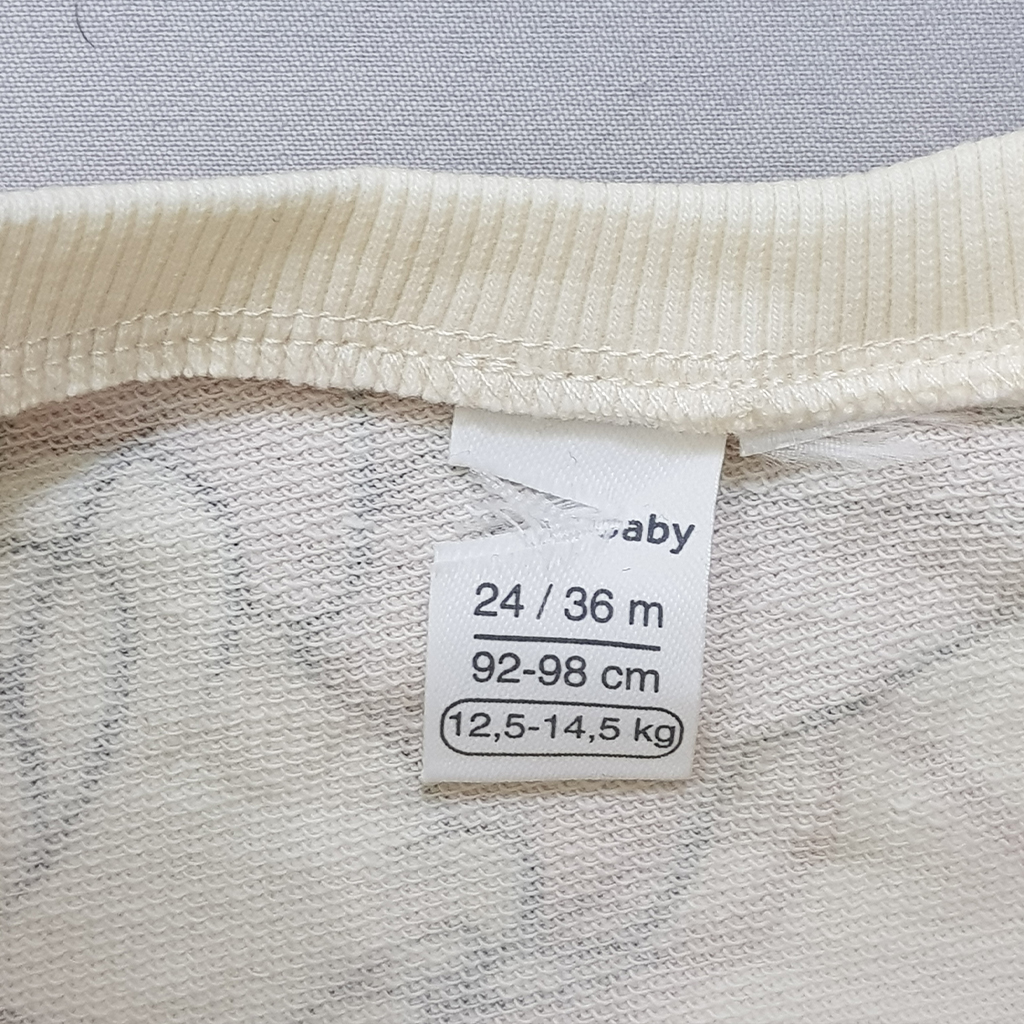 aby
24 / 36 m
92-98 cm
12,5-14,5 kg